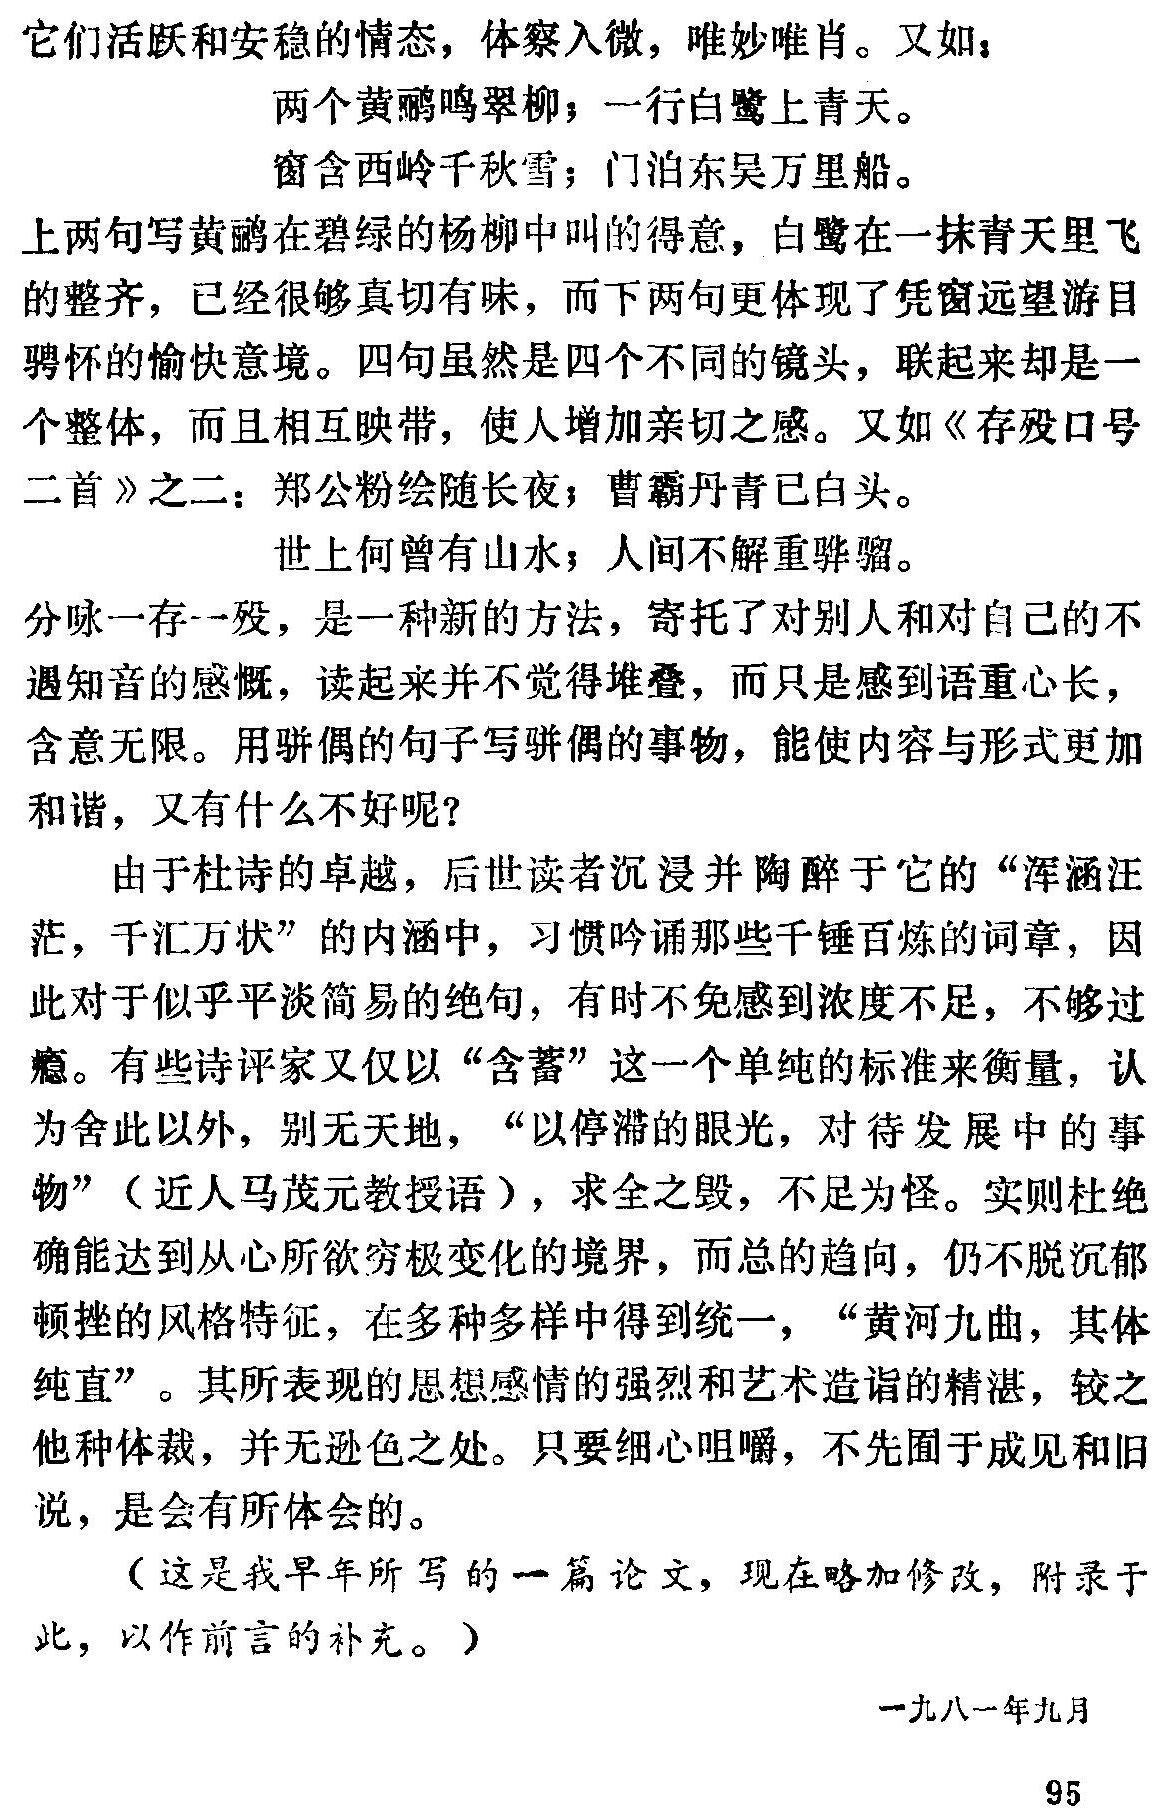 它们活跃和安稳的情态，体察入微，唯妙唯肖。又如：
两个黄鹂鸣翠柳；一行白鹭上青天。
窗含西岭千秋雪；门泊东吴万里船。
上两句写黄鹂在碧绿的杨柳中叫的得意，白鹭在一抹青天里飞
的整齐，已经很够真切有味，而下两句更体现了凭窗远望游目
骋怀的愉快意境。四句虽然是四个不同的镜头，联起来却是一
个整体，而且相互映带，使人增加亲切之感。又如《存殁口号
二首》之二：郑公粉绘随长夜；曹霸丹青已白头。
世上何曾有山水；人间不解重骅骝。
分咏一存一殁，是一种新的方法，寄托了对别人和对自己的不
遇知音的感慨，读起来并不觉得堆叠，而只是感到语重心长，
含意无限。用骈偶的句子写骈偶的事物，能使内容与形式更加
和谐，又有什么不好呢？
由于杜诗的卓越，后世读者沉浸并陶醉于它的“浑涵汪
茫，千汇万状”的内涵中，习惯吟诵那些千锤百炼的词章，因
此对于似乎平淡简易的绝句，有时不免感到浓度不足，不够过
瘾。有些诗评家又仅以“含蓄”这一个单纯的标准来衡量，认
为舍此以外，别无天地，“以停滞的眼光，对待发展中的事
物”（近人马茂元教授语），求全之毁，不足为怪。实则杜绝
确能达到从心所欲穷极变化的境界，而总的趋向，仍不脱沉郁
顿挫的风格特征，在多种多样中得到统一，“黄河九曲，其体
纯直”。其所表现的思想感情的强烈和艺术造诣的精湛，较之
他种体裁，并无逊色之处。只要细心咀嚼，不先囿于成见和旧
说，是会有所体会的。
（这是我早年所写的一篇论文，现在略加修改，附录于
此，以作前言的补充。）
一九八一年九月
95